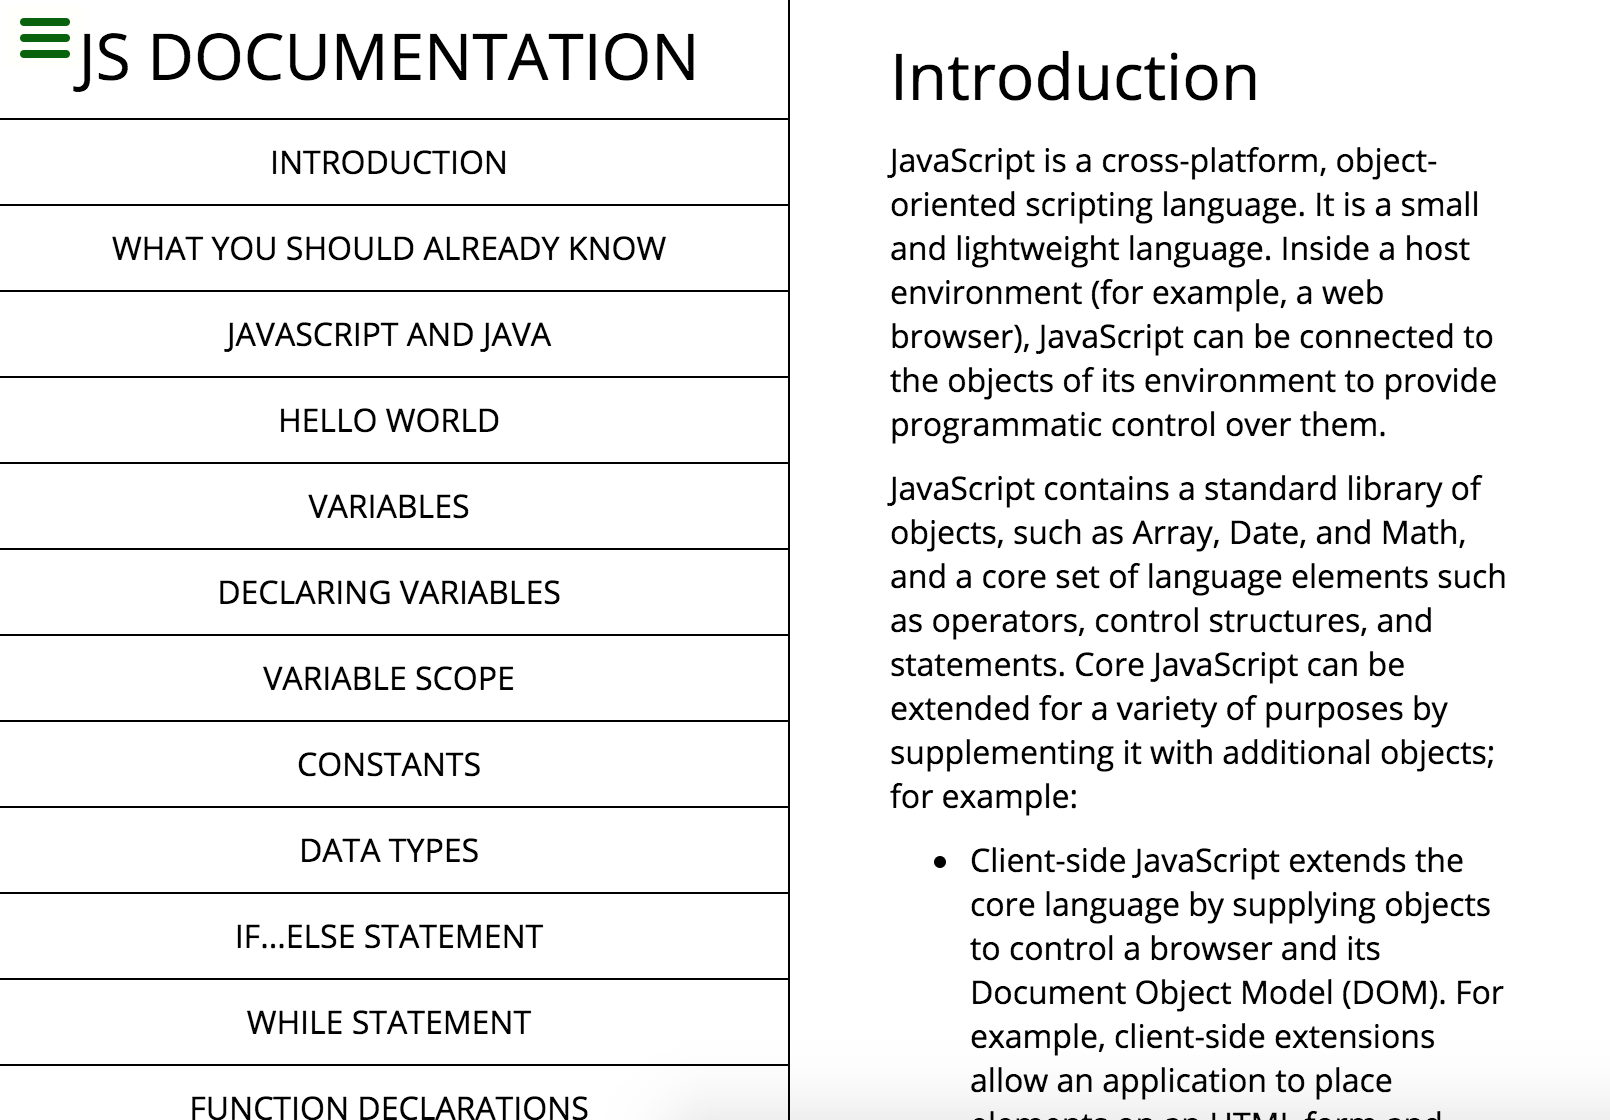 JS DOCUMENTATION
INTRODUCTION
WHAT YOU SHOULD ALREADY KNOW
JAVASCRIPT AND JAVA
HELLO WORLD
VARIABLES
DECLARING VARIABLES
VARIABLE SCOPE
CONSTANTS
DATA TYPES
IF...ELSE STATEMENT
WHILE STATEMENT
FUNCTION DECLARATIONS
Introduction
JavaScript is a cross-platform, object-
oriented scripting language. It is a small
and lightweight language. Inside a host
environment (for example, a web
browser), JavaScript can be connected to
the objects of its environment to provide
programmatic control over them.
JavaScript contains a standard library of
objects, such as Array, Date, and Math,
and a core set of language elements such
as operators, control structures, and
statements. Core JavaScript can be
extended for a variety of purposes by
supplementing it with additional objects;
for example:
• Client-side JavaScript extends the
core language by supplying objects
to control a browser and its
Document Object Model (DOM). For
example, client-side extensions
allow an application to place
elements on an HTML form and